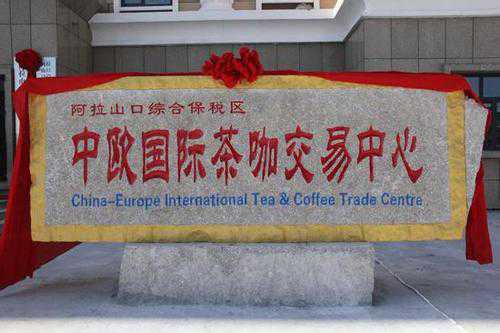 阿拉山口综合保税区
中欧国际茶咖交易中心
China-Europe International Tea & Coffee Trade Centre